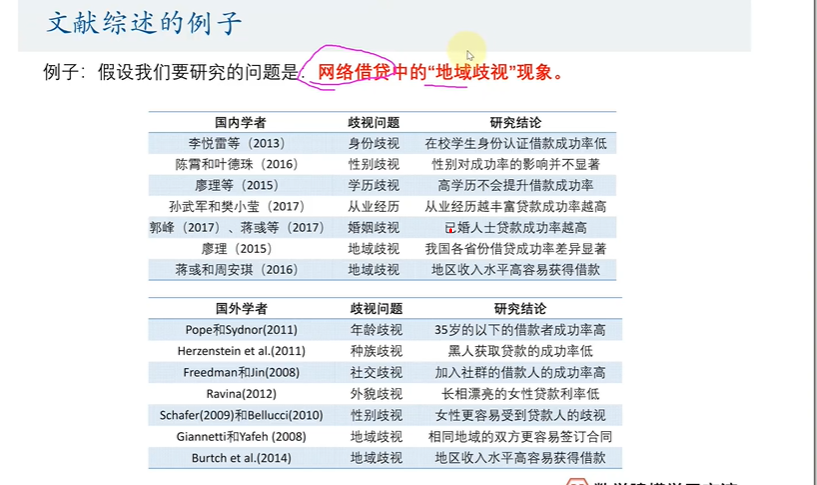 文献综述的例子
例子：假设我们要研究的问题是：网络借贷中的“地域歧视”现象。
国内学者 歧视问题 研究结论
李悦雷等（2013） 身份歧视 在校学生身份认证借款成功率低
陈霄和叶德珠（2016） 性别歧视 性别对成功率的影响并不显著
廖理等（2015） 学历歧视 高学历不会提升借款成功率
孙武军和樊小莹（2017） 从业经历 从业经历越丰富贷款成功率越高
郭峰（2017）、蒋彧等（2017） 婚姻歧视 已婚人士贷款成功率越高
廖理（2015） 地域歧视 我国各省份借贷成功率差异显著
蒋彧和周安琪（2016） 地域歧视 地区收入水平高容易获得借款
国外学者 歧视问题 研究结论
Pope和Sydnor(2011) 年龄歧视 35岁的以下的借款者成功率高
Herzenstein et al.(2011) 种族歧视 黑人获取贷款的成功率低
Freedman和Jin(2008) 社交歧视 加入社群的借款人的成功率高
Ravina(2012) 外貌歧视 长相漂亮的女性贷款利率低
Schafer(2009)和Bellucci(2010) 性别歧视 女性更容易受到贷款人的歧视
Giannetti和Yafeh (2008) 地域歧视 相同地域的双方更容易签订合同
Burtch et al.(2014) 地域歧视 地区收入水平高容易获得借款